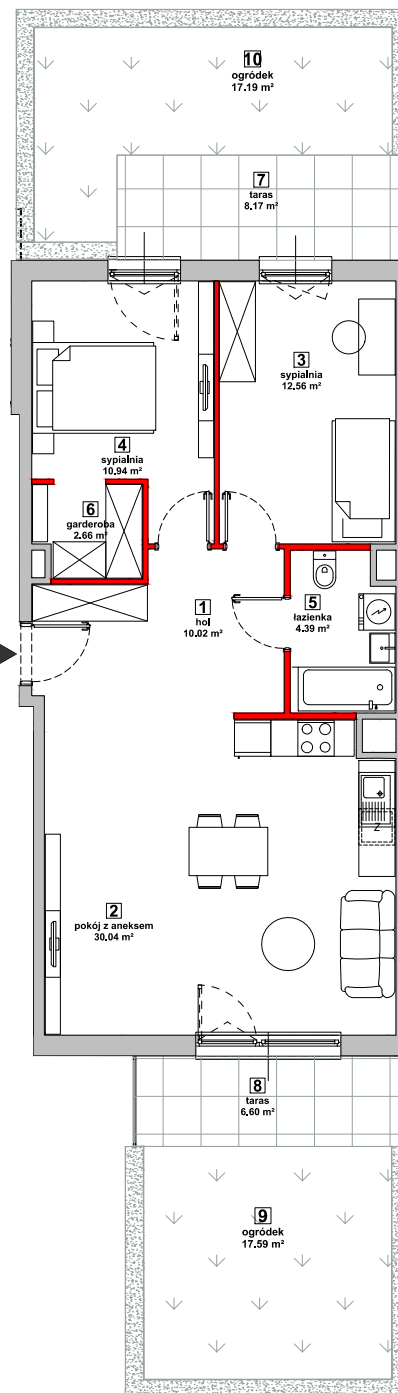 10
ogródek
17.19 m²
7
taras
8.17 m²
3
sypialnia
12.56 m²
4
sypialnia
10.94 m²
6
garderoba
2.66 m²
1
hol
10.02 m²
5
łazienka
4.39 m²
Z
2
pokój z aneksem
30.04 m²
8
taras
6.60 m²
9
ogródek
17.59 m²